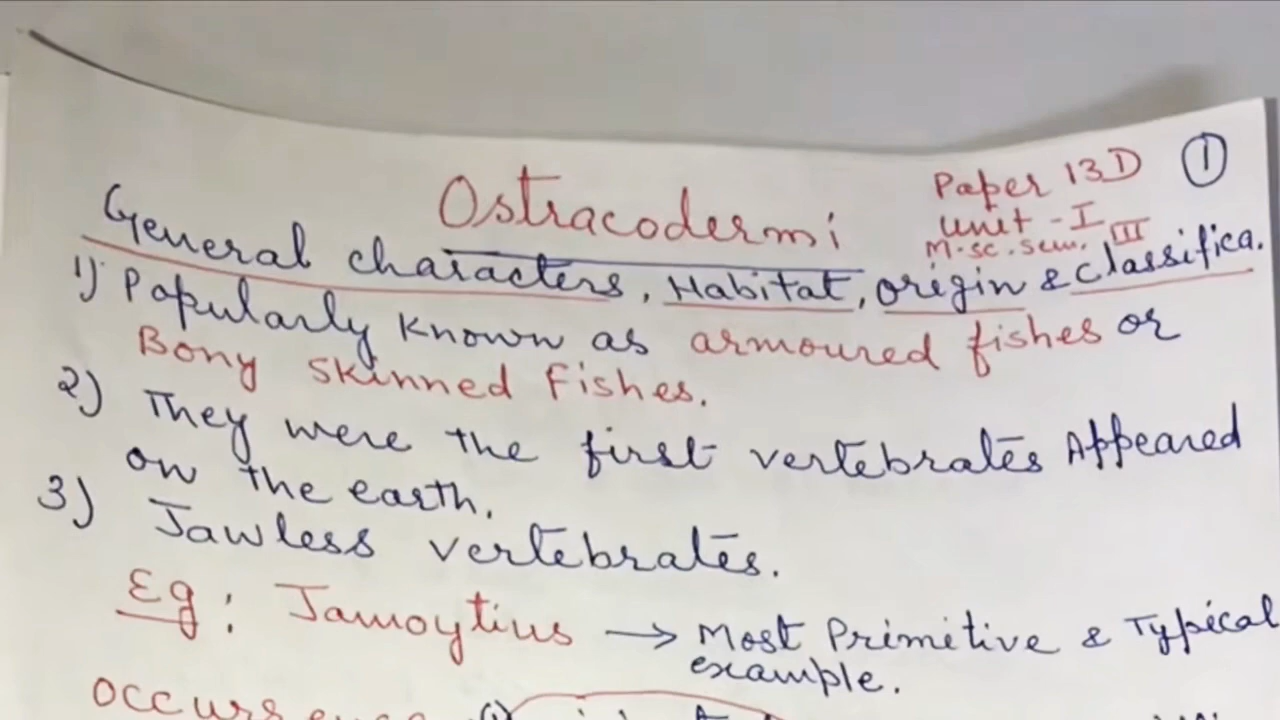 Paper 13D ①
Ostracodermi
Unit - I
M.sc. Sem. III
General characters, Habitat, origin & classifica.
1) Popularly known as armoured fishes or
Bony Skinned Fishes.
2) They were the first vertebrates Appeared
on the earth.
3) Jawless vertebrates.
Eg: Jamoytius → Most Primitive & Typical
example.